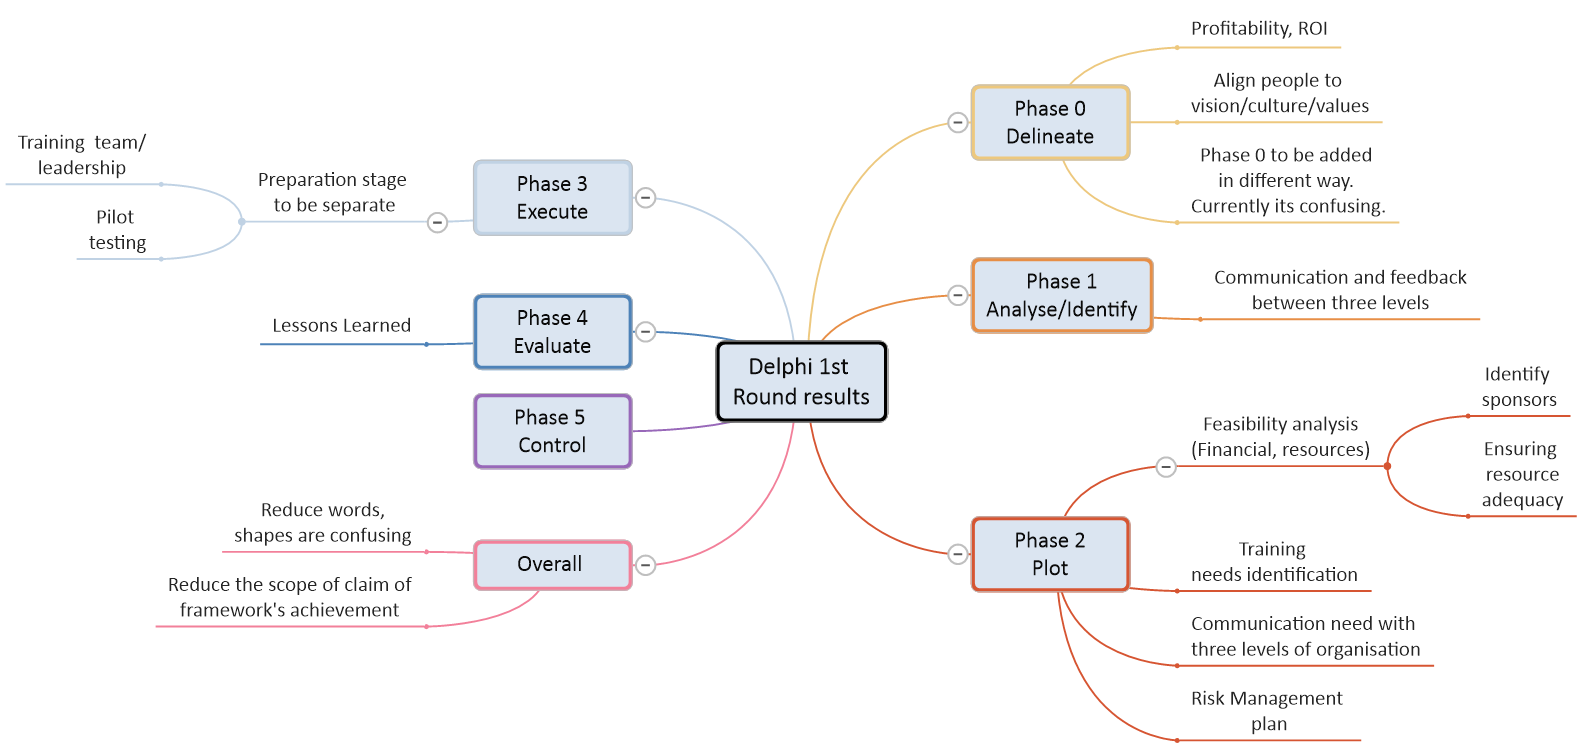 Delphi 1st
Round results
Phase 0
Delineate
Profitability, ROI
Align people to
vision/culture/values
Phase 0 to be added
in different way.
Currently its confusing.
Phase 1
Analyse/Identify
Communication and feedback
between three levels
Phase 2
Plot
Feasibility analysis
(Financial, resources)
Identify
sponsors
Ensuring
resource
adequacy
Training
needs identification
Communication need with
three levels of organisation
Risk Management
plan
Phase 3
Execute
Preparation stage
to be separate
Training  team/
leadership
Pilot
testing
Phase 4
Evaluate
Lessons Learned
Phase 5
Control
Overall
Reduce words,
shapes are confusing
Reduce the scope of claim of
framework's achievement